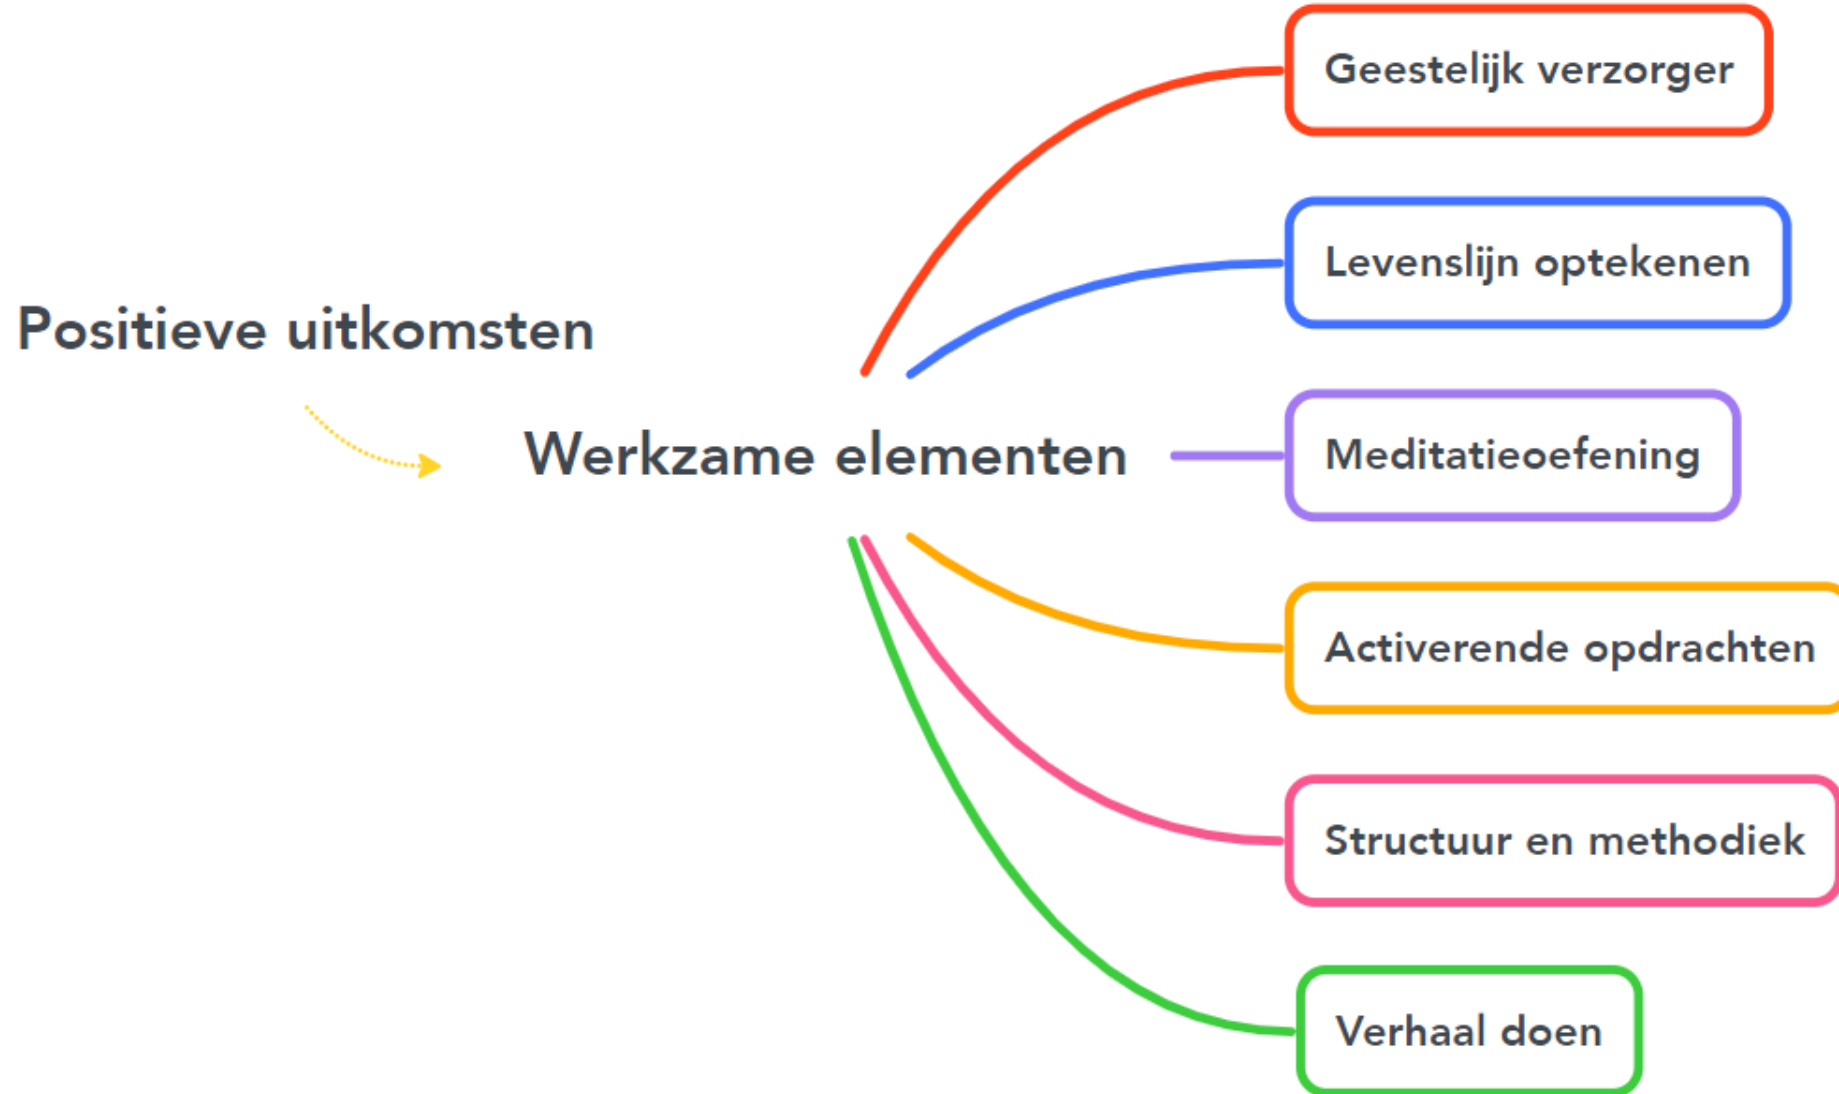 Positieve uitkomsten
Werkzame elementen
Geestelijk verzorger
Levenslijn optekenen
Meditatieoefening
Activerende opdrachten
Structuur en methodiek
Verhaal doen